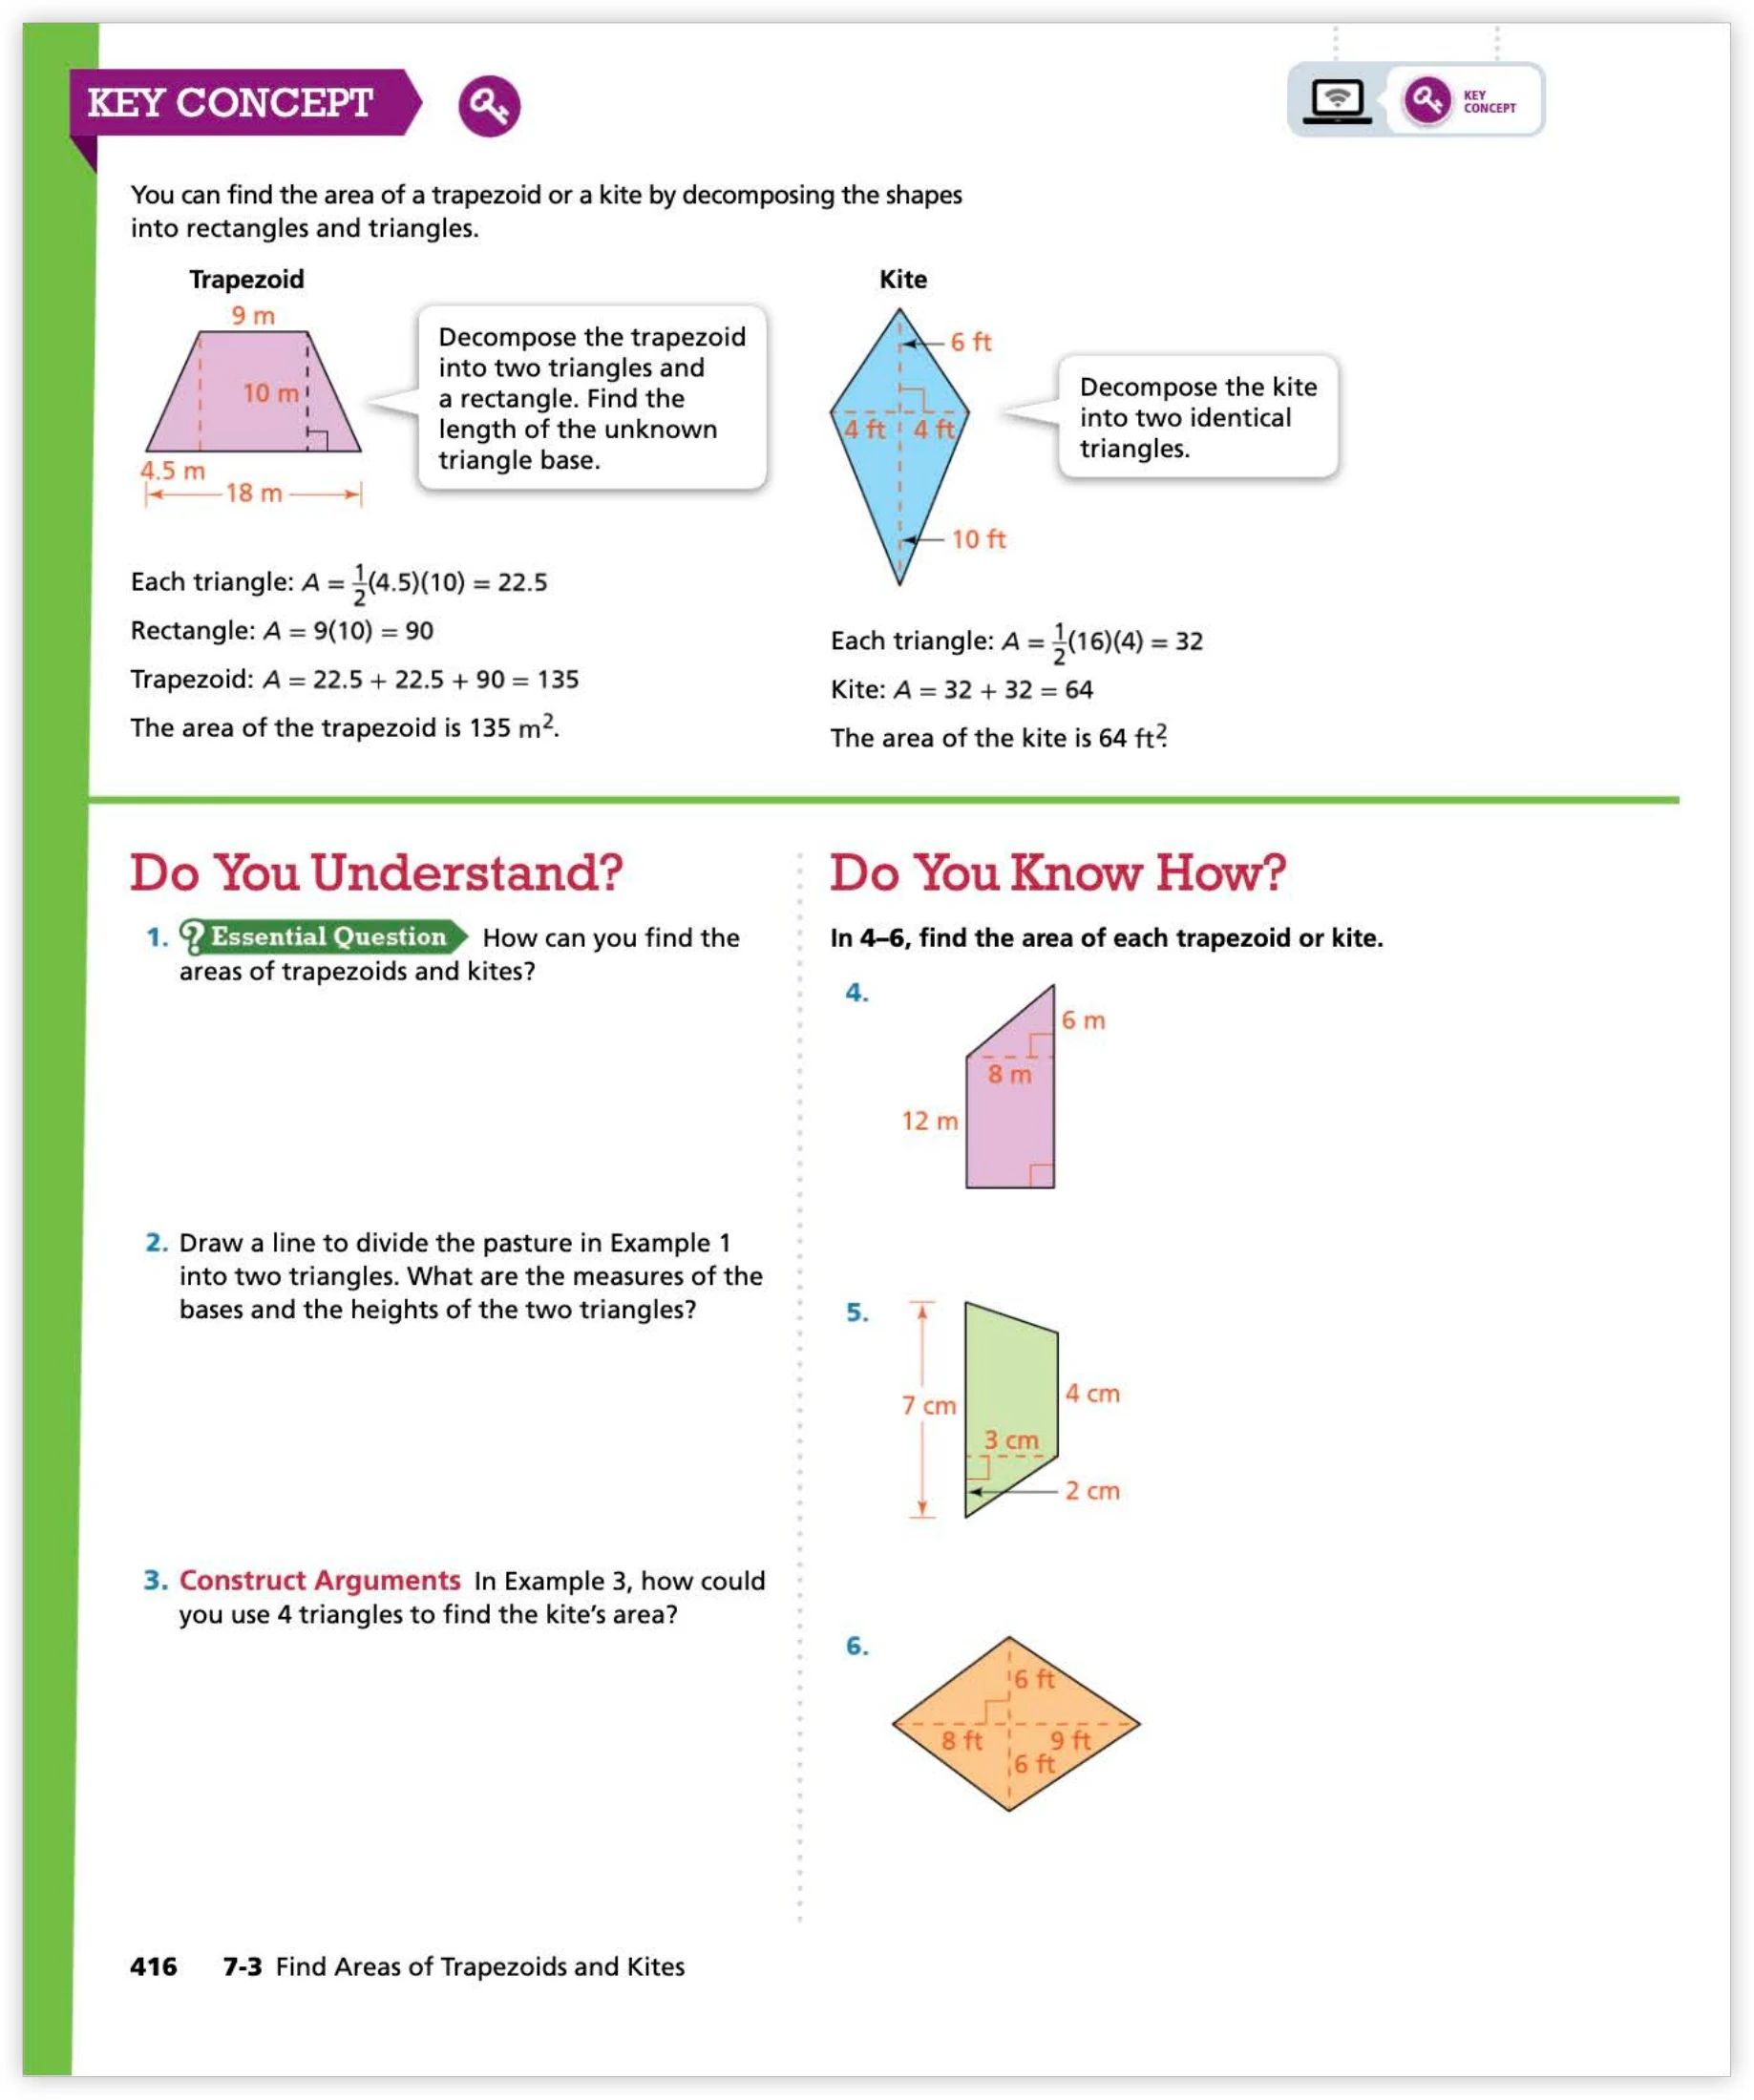 KEY CONCEPT
KEY
CONCEPT
You can find the area of a trapezoid or a kite by decomposing the shapes
into rectangles and triangles.
Trapezoid
9 m
10 m
4.5 m
18 m
Decompose the trapezoid
into two triangles and
a rectangle. Find the
length of the unknown
triangle base.
Each triangle: A = 1/2(4.5)(10) = 22.5
Rectangle: A = 9(10) = 90
Trapezoid: A = 22.5 + 22.5 + 90 = 135
The area of the trapezoid is 135 m².
Kite
6 ft
4 ft 4 ft
10 ft
Decompose the kite
into two identical
triangles.
Each triangle: A = 1/2(16)(4) = 32
Kite: A = 32 + 32 = 64
The area of the kite is 64 ft².
Do You Understand?
1. ? Essential Question How can you find the
areas of trapezoids and kites?
2. Draw a line to divide the pasture in Example 1
into two triangles. What are the measures of the
bases and the heights of the two triangles?
3. Construct Arguments In Example 3, how could
you use 4 triangles to find the kite’s area?
Do You Know How?
In 4–6, find the area of each trapezoid or kite.
4.
6 m
8 m
12 m
5.
4 cm
7 cm
3 cm
2 cm
6.
6 ft
8 ft 9 ft
6 ft
416 7-3 Find Areas of Trapezoids and Kites